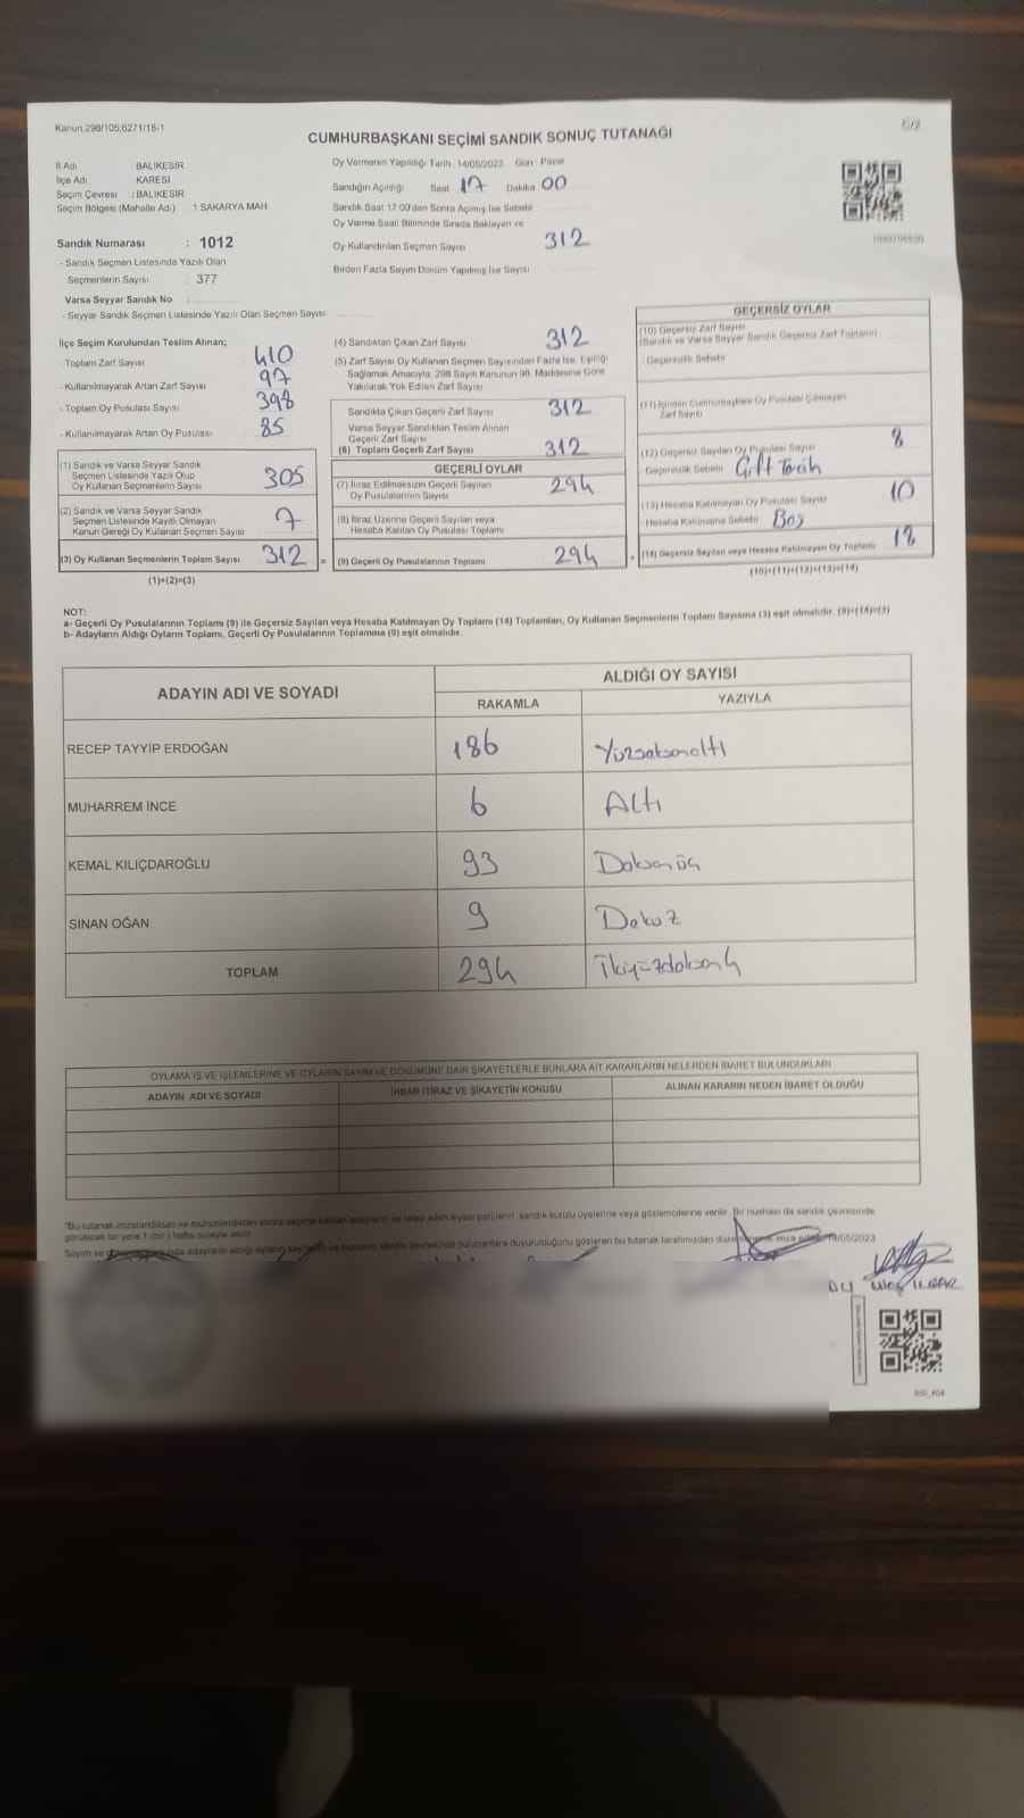 Kanun:298/105;6271/18-1
CUMHURBAŞKANI SEÇİMİ SANDIK SONUÇ TUTANAĞI
İl Adı BALIKESİR
İlçe Adı KARESİ
Seçim Çevresi : BALIKESİR
Seçim Bölgesi (Mahalle Adı) 1 SAKARYA MAH
Oy Vermenin Yapıldığı Tarih 14/05/2023 Gün Pazar
Sandığın Açılışı Saat 17 Dakika 00
Sandık Saat 17:00'den Sonra Açılmış İse Sebebi
Oy Verme Saati Bitiminde Sırada Bekleyen ve
Oy Kullandırılan Seçmen Sayısı 312
Birden Fazla Sayım Döküm Yapılmış İse Sayısı
Sandık Numarası : 1012
- Sandık Seçmen Listesinde Yazılı Olan
Seçmenlerin Sayısı 377
Varsa Seyyar Sandık No
- Seyyar Sandık Seçmen Listesinde Yazılı Olan Seçmen Sayısı
İlçe Seçim Kurulundan Teslim Alınan;
Toplam Zarf Sayısı 410
- Kullanılmayarak Artan Zarf Sayısı 97
- Toplam Oy Pusulası Sayısı 398
- Kullanılmayarak Artan Oy Pusulası 85
(1) Sandık ve Varsa Seyyar Sandık
Seçmen Listesinde Yazılı Olup
Oy Kullanan Seçmenlerin Sayısı 305
(2) Sandık ve Varsa Seyyar Sandık
Seçmen Listesinde Kayıtlı Olmayan
Kanun Gereği Oy Kullanan Seçmen Sayısı 7
(3) Oy Kullanan Seçmenlerin Toplam Sayısı 312
(1)+(2)=(3)
(4) Sandıktan Çıkan Zarf Sayısı 312
(5) Zarf Sayısı Oy Kullanan Seçmen Sayısından Fazla İse, Eşitliği
Sağlamak Amacıyla, 298 Sayılı Kanunun 98. Maddesine Göre
Yakılarak Yok Edilen Zarf Sayısı
Sandıkta Çıkan Geçerli Zarf Sayısı 312
Varsa Seyyar Sandıktan Teslim Alınan
Geçerli Zarf Sayısı
(6) Toplam Geçerli Zarf Sayısı 312
GEÇERLİ OYLAR
(7) İtiraz Edilmeksizin Geçerli Sayılan
Oy Pusulalarının Sayısı 294
(8) İtiraz Üzerine Geçerli Sayılan veya
Hesaba Katılan Oy Pusulası Toplamı
= (9) Geçerli Oy Pusulalarının Toplamı 294
GEÇERSİZ OYLAR
(10) Geçersiz Zarf Sayısı
(Sandık ve Varsa Seyyar Sandık Geçersiz Zarf Toplamı)
Geçersizlik Sebebi
(11) İçinden Cumhurbaşkanı Oy Pusulası Çıkmayan
Zarf Sayısı
(12) Geçersiz Sayılan Oy Pusulası Sayısı 8
Geçersizlik Sebebi Çift Tercih
(13) Hesaba Katılmayan Oy Pusulası Sayısı 10
Hesaba Katılmama Sebebi Boş
+ (14) Geçersiz Sayılan veya Hesaba Katılmayan Oy Toplamı 18
(10)+(11)+(12)+(13)=(14)
NOT:
a- Geçerli Oy Pusulalarının Toplamı (9) ile Geçersiz Sayılan veya Hesaba Katılmayan Oy Toplamı (14) Toplamları, Oy Kullanan Seçmenlerin Toplam Sayısına (3) eşit olmalıdır. (9)+(14)=(3)
b- Adayların Aldığı Oyların Toplamı, Geçerli Oy Pusulalarının Toplamına (9) eşit olmalıdır.
ADAYIN ADI VE SOYADI
ALDIĞI OY SAYISI
RAKAMLA YAZIYLA
RECEP TAYYİP ERDOĞAN 186 Yüzseksenaltı
MUHARREM İNCE 6 Altı
KEMAL KILIÇDAROĞLU 93 Doksanüç
SİNAN OĞAN 9 Dokuz
TOPLAM 294 İkiyüzdoksan4
OYLAMA İŞ VE İŞLEMLERİNE VE OYLARIN SAYIM VE DÖKÜMÜNE DAİR ŞİKAYETLERLE BUNLARA AİT KARARLARIN NELERDEN İBARET BULUNDUKLARI
ADAYIN ADI VE SOYADI İHBAR İTİRAZ VE ŞİKAYETİN KONUSU ALINAN KARARIN NEDEN İBARET OLDUĞU